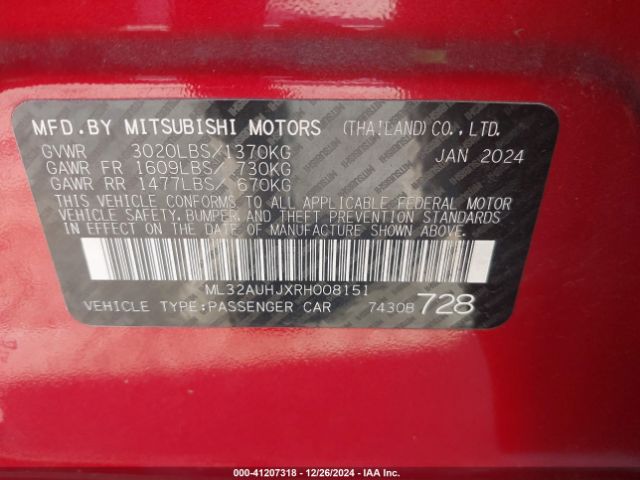 MFD.BY MITSUBISHI MOTORS (THAILAND)CO.,LTD.
GVWR 3020LBS/1370KG JAN 2024
GAWR FR 1609LBS/ 730KG
GAWR RR 1477LBS/ 670KG
THIS VEHICLE CONFORMS TO ALL APPLICABLE FEDERAL MOTOR
VEHICLE SAFETY, BUMPER, AND THEFT PREVENTION STANDARDS
IN EFFECT ON THE DATE OF MANUFACTURE SHOWN ABOVE.
ML32AUHJXRH008151
VEHICLE TYPE:PASSENGER CAR 74308 728
000-41207318 - 12/26/2024 - IAA Inc.